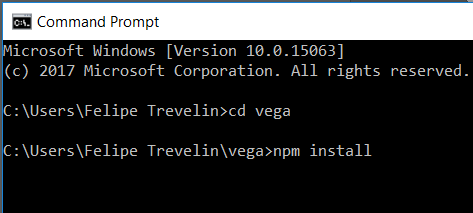 Command Prompt
Microsoft Windows [Version 10.0.15063]
(c) 2017 Microsoft Corporation. All rights reserved.
C:\Users\Felipe Trevelin>cd vega
C:\Users\Felipe Trevelin\vega>npm install